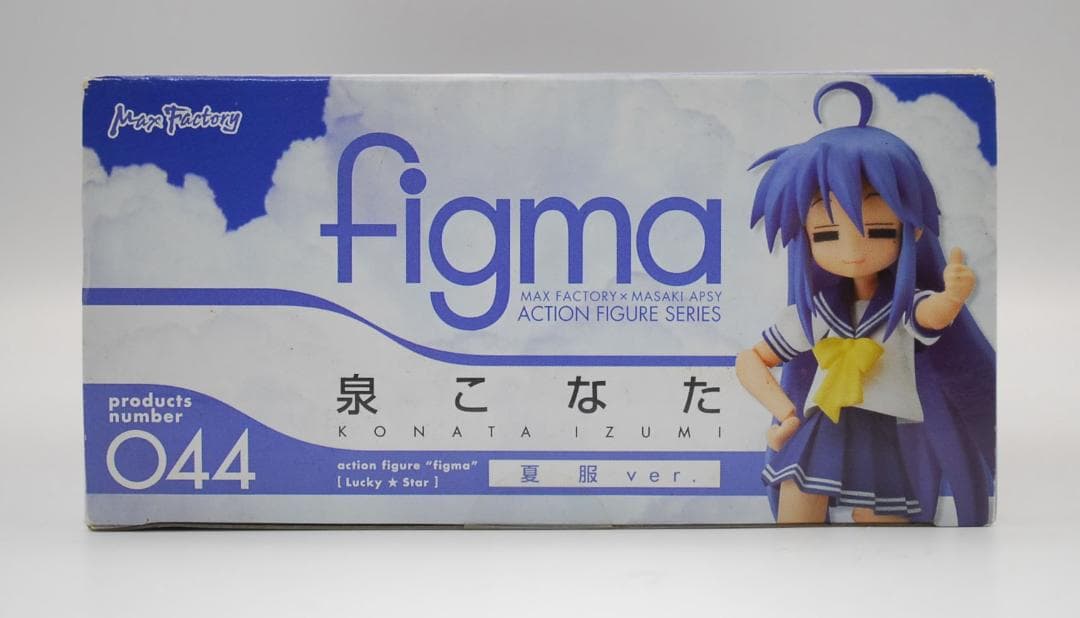 Max Factory
figma
MAX FACTORY × MASAKI APSY
ACTION FIGURE SERIES
泉こなた
KONATA IZUMI
products
number
044
action figure "figma"
[ Lucky ★ Star ]
夏服 ver.